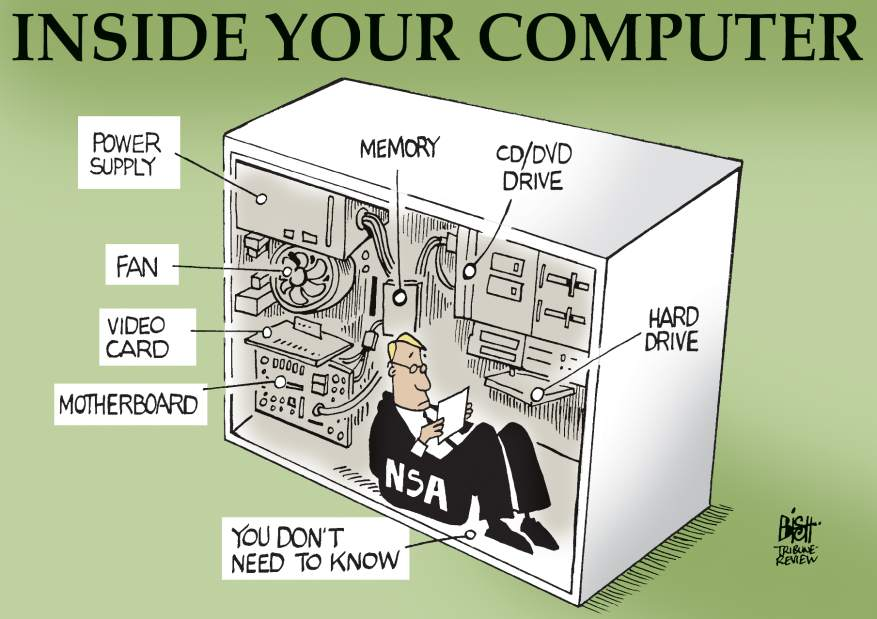 INSIDE YOUR COMPUTER
POWER
SUPPLY
MEMORY
CD/DVD
DRIVE
FAN
VIDEO
CARD
HARD
DRIVE
MOTHERBOARD
NSA
YOU DON'T
NEED TO KNOW
TRIBUNE-
REVIEW